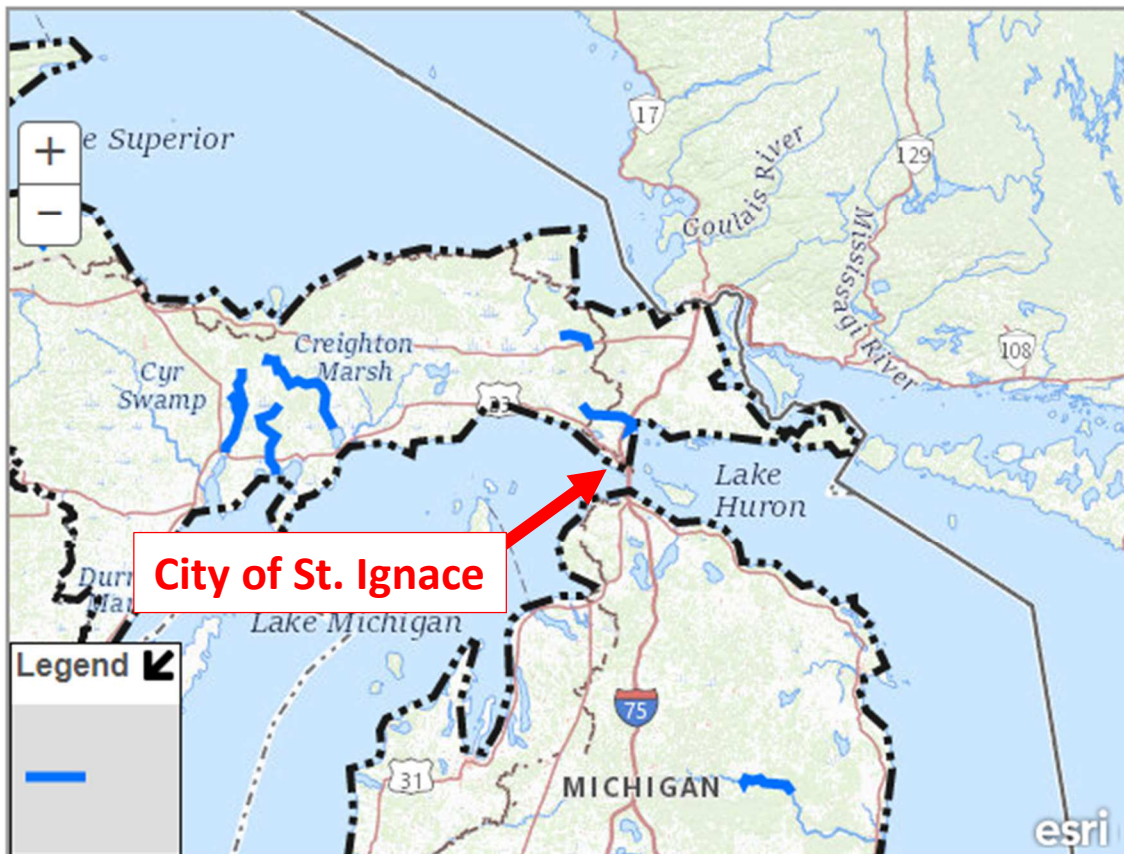 +
e Superior
−
17
129
Goulais River
Mississagi River
Creighton
Marsh
Cyr
Swamp
108
Lake
Huron
City of St. Ignace
Lake Michigan
Legend
75
31
MICHIGAN
esri